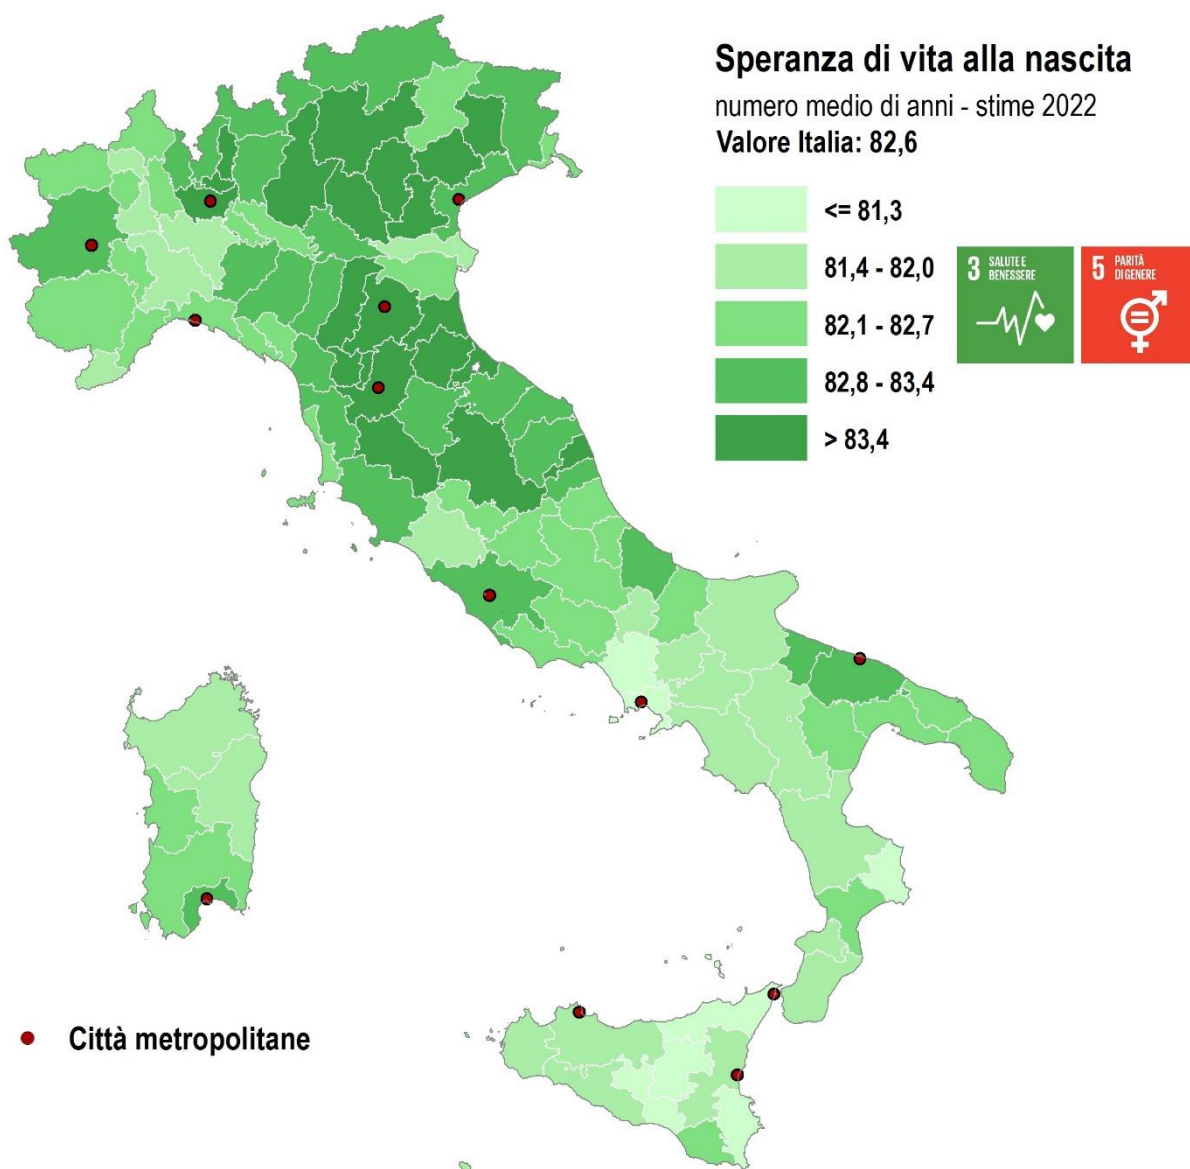 Speranza di vita alla nascita
numero medio di anni - stime 2022
Valore Italia: 82,6
<= 81,3
81,4 - 82,0
82,1 - 82,7
82,8 - 83,4
> 83,4
3 SALUTE E
BENESSERE
5 PARITÀ
DI GENERE
Città metropolitane